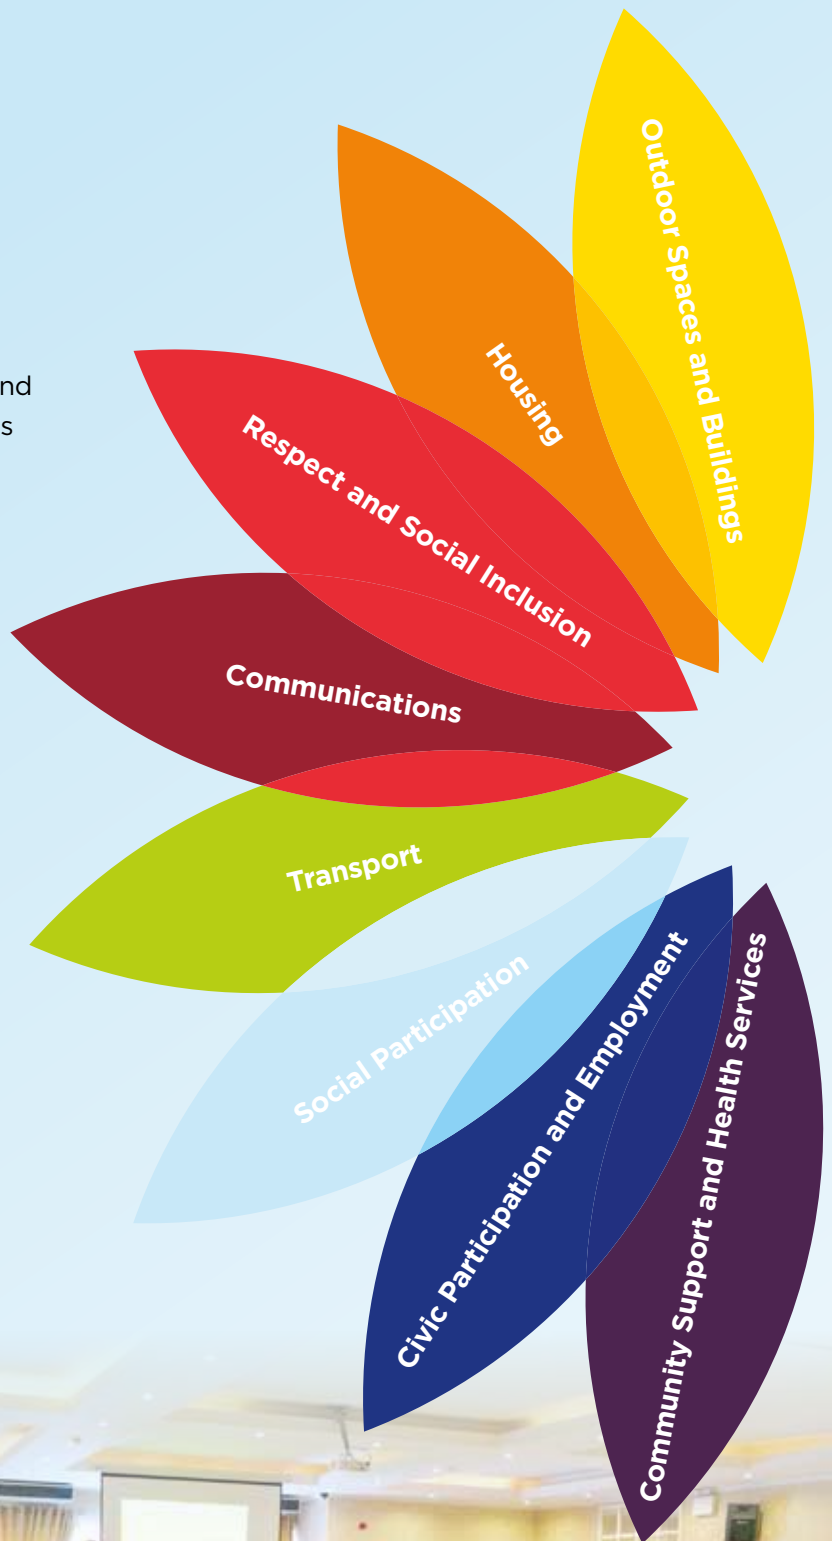 nd
s
Outdoor Spaces and Buildings
Housing
Respect and Social Inclusion
Communications
Transport
Social Participation
Civic Participation and Employment
Community Support and Health Services